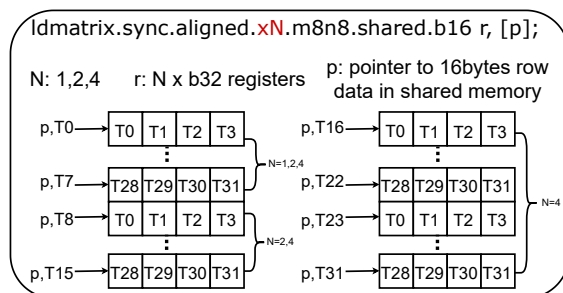 ldmatrix.sync.aligned.xN.m8n8.shared.b16 r, [p];
N: 1,2,4 r: N x b32 registers p: pointer to 16bytes row
data in shared memory
p,T0 T0 T1 T2 T3 p,T16 T0 T1 T2 T3
N=1,2,4
p,T7 T28 T29 T30 T31 p,T22 T28 T29 T30 T31
N=4
p,T8 T0 T1 T2 T3 p,T23 T0 T1 T2 T3
N=2,4
p,T15 T28 T29 T30 T31 p,T31 T28 T29 T30 T31